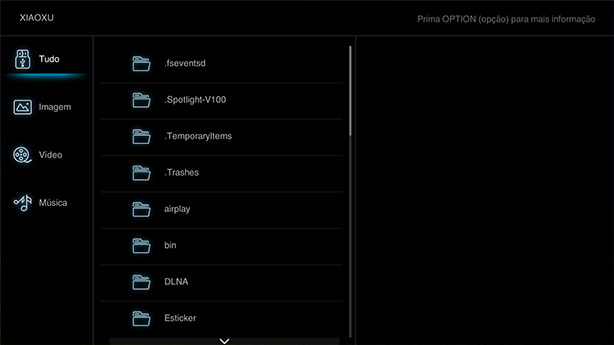 XIAOXU
Prima OPTION (opção) para mais informação
Tudo
Imagem
Vídeo
Música
.fseventsd
.Spotlight-V100
.TemporaryItems
.Trashes
airplay
bin
DLNA
Esticker